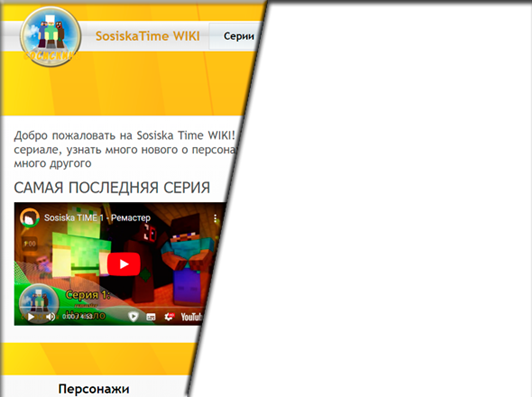 SosiskaTime WIKI
Серии
Добро пожаловать на Sosiska Time WIKI!
сериале, узнать много нового о
много другого
САМАЯ ПОСЛЕДНЯЯ СЕРИЯ
Sosiska TIME 1 - Ремастер
Серия 1:
Начало
0:00 / 4:53
YouTube
Персонажи